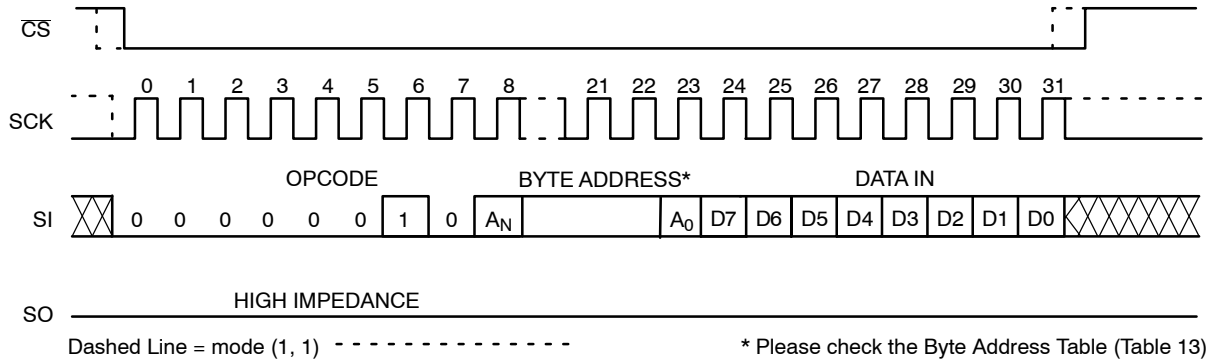 CS
0 1 2 3 4 5 6 7 8 21 22 23 24 25 26 27 28 29 30 31
SCK
OPCODE BYTE ADDRESS* DATA IN
SI 0 0 0 0 0 0 1 0 AN A0 D7 D6 D5 D4 D3 D2 D1 D0
HIGH IMPEDANCE
SO
Dashed Line = mode (1, 1) * Please check the Byte Address Table (Table 13)